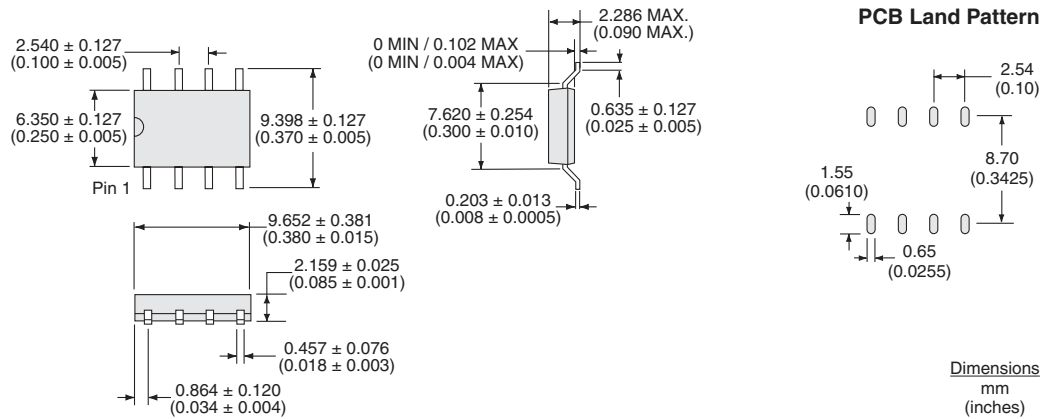 2.540 ± 0.127
(0.100 ± 0.005)
6.350 ± 0.127
(0.250 ± 0.005)
9.398 ± 0.127
(0.370 ± 0.005)
Pin 1
9.652 ± 0.381
(0.380 ± 0.015)
2.159 ± 0.025
(0.085 ± 0.001)
0.457 ± 0.076
(0.018 ± 0.003)
0.864 ± 0.120
(0.034 ± 0.004)
2.286 MAX.
(0.090 MAX.)
0 MIN / 0.102 MAX
(0 MIN / 0.004 MAX)
7.620 ± 0.254
(0.300 ± 0.010)
0.635 ± 0.127
(0.025 ± 0.005)
0.203 ± 0.013
(0.008 ± 0.0005)
PCB Land Pattern
2.54
(0.10)
8.70
(0.3425)
1.55
(0.0610)
0.65
(0.0255)
Dimensions
mm
(inches)